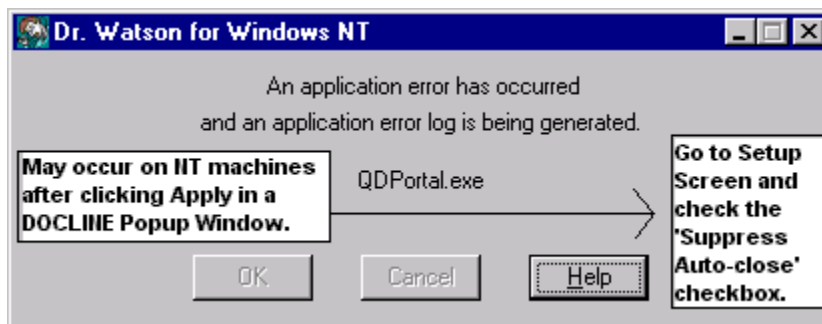 Dr. Watson for Windows NT
An application error has occurred
and an application error log is being generated.
May occur on NT machines
after clicking Apply in a
DOCLINE Popup Window.
QDPortal.exe
Go to Setup
Screen and
check the
'Suppress
Auto-close'
checkbox.
OK
Cancel
Help